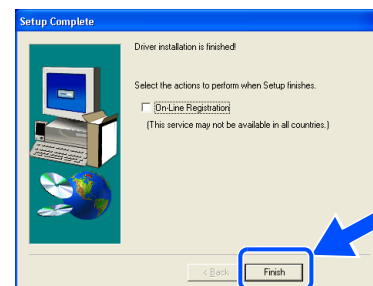 Setup Complete
Driver installation is finished!
Select the actions to perform when Setup finishes.
On-Line Registration
(This service may not be available in all countries.)
< Back
Finish